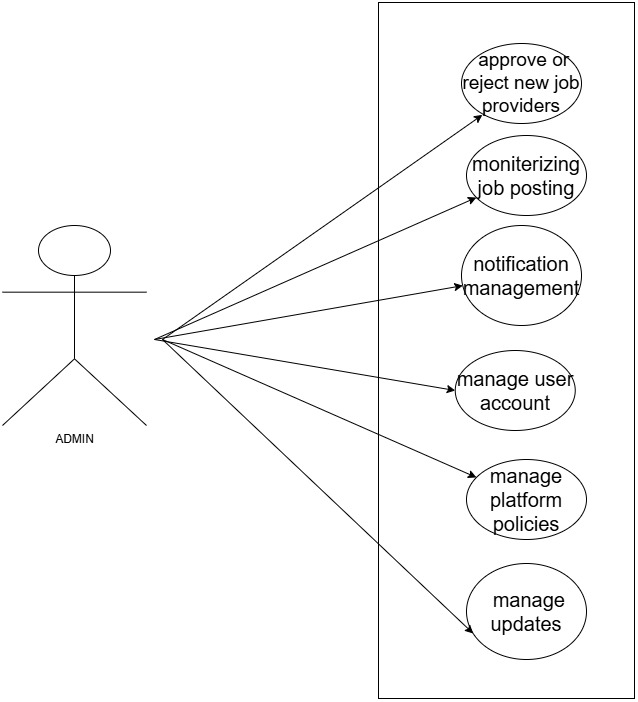 approve or
reject new job
providers
moniterizing
job posting
notification
management
manage user
account
manage
platform
policies
manage
updates
ADMIN